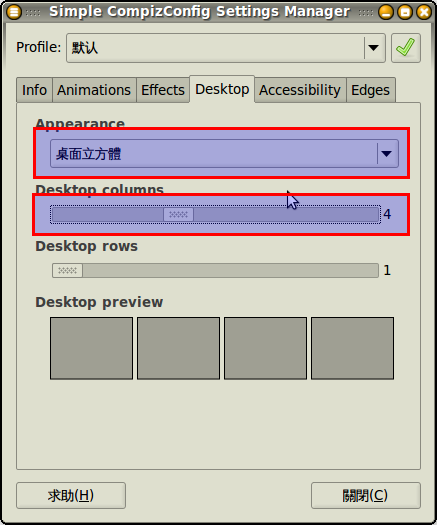 Simple CompizConfig Settings Manager
Profile: 默认
Info Animations Effects Desktop Accessibility Edges
Appearance
桌面立方體
Desktop columns
4
Desktop rows
1
Desktop preview
求助(H) 關閉(C)